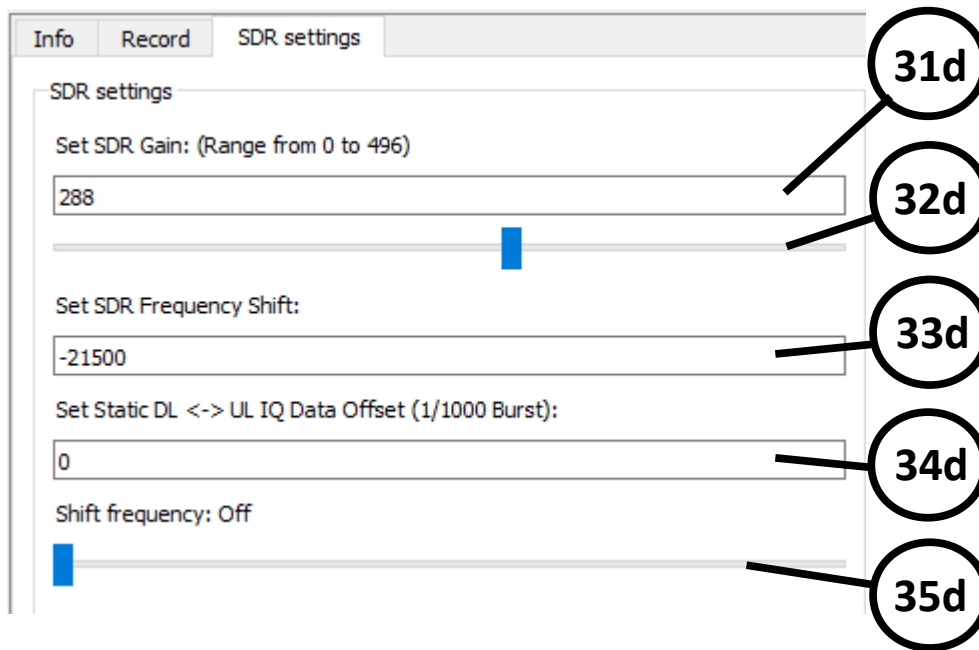 Info Record SDR settings
31d
SDR settings
Set SDR Gain: (Range from 0 to 496)
288
32d
Set SDR Frequency Shift:
33d
-21500
Set Static DL <-> UL IQ Data Offset (1/1000 Burst):
0
34d
Shift frequency: Off
35d